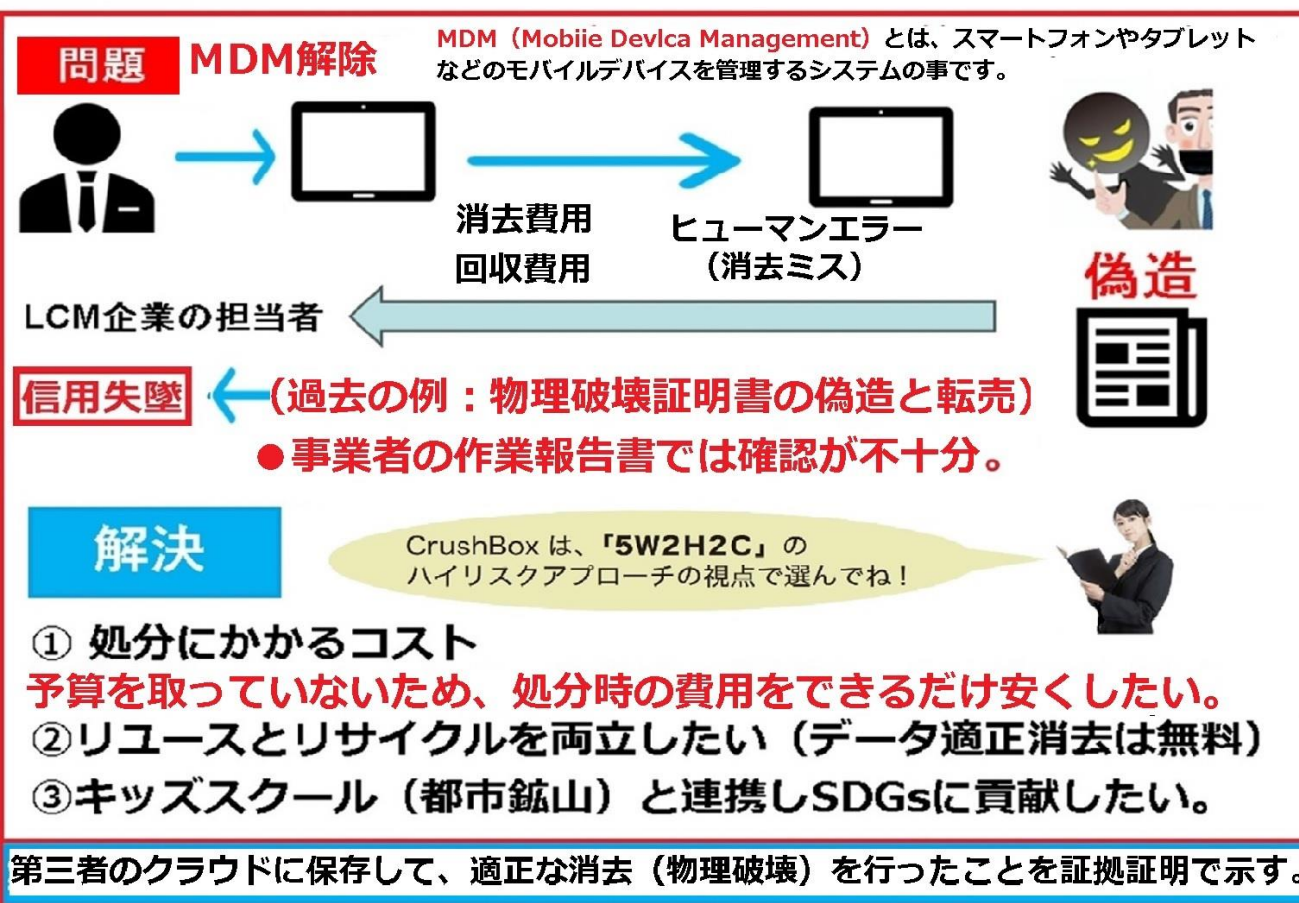 問題
MDM解除
MDM（Mobiie Devlca Management）とは、スマートフォンやタブレット
などのモバイルデバイスを管理するシステムの事です。
消去費用
回収費用
ヒューマンエラー
（消去ミス）
偽造
LCM企業の担当者
信用失墜
（過去の例：物理破壊証明書の偽造と転売）
●事業者の作業報告書では確認が不十分。
解決
CrushBox は、「5W2H2C」の
ハイリスクアプローチの視点で選んでね！
① 処分にかかるコスト
予算を取っていないため、処分時の費用をできるだけ安くしたい。
②リユースとリサイクルを両立したい（データ適正消去は無料）
③キッズスクール（都市鉱山）と連携しSDGsに貢献したい。
第三者のクラウドに保存して、適正な消去（物理破壊）を行ったことを証拠証明で示す。